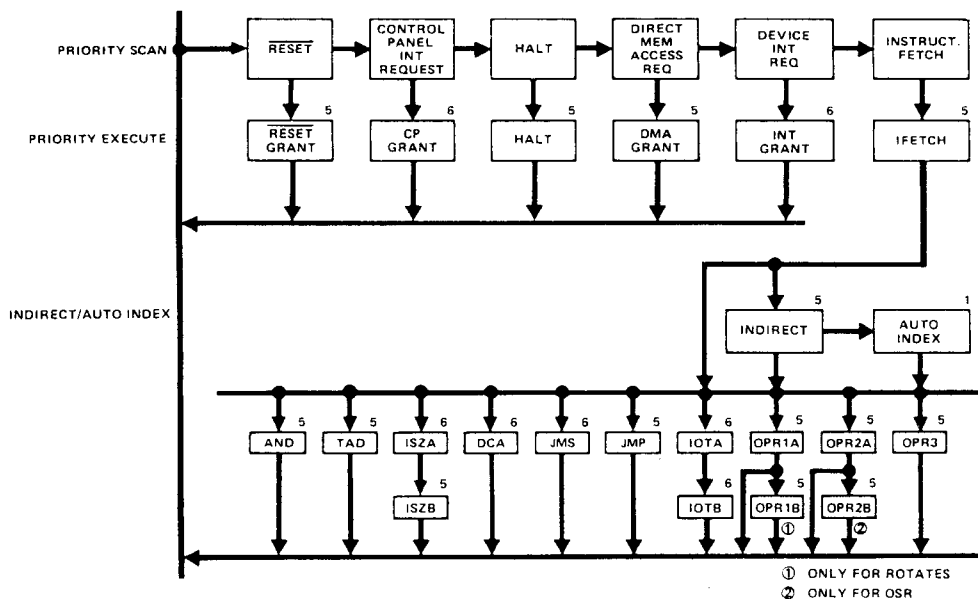 PRIORITY SCAN
RESET
CONTROL
PANEL
INT
REQUEST
HALT
DIRECT
MEM
ACCESS
REQ
DEVICE
INT
REQ
INSTRUCT.
FETCH
PRIORITY EXECUTE
5
RESET
GRANT
6
CP
GRANT
5
HALT
5
DMA
GRANT
6
INT
GRANT
5
IFETCH
INDIRECT/AUTO INDEX
5
INDIRECT
1
AUTO
INDEX
5
AND
5
TAD
6
ISZA
6
DCA
6
JMS
5
JMP
6
IOTA
5
OPR1A
5
OPR2A
5
OPR3
5
ISZB
6
IOTB
5
OPR1B
①
5
OPR2B
②
① ONLY FOR ROTATES
② ONLY FOR OSR